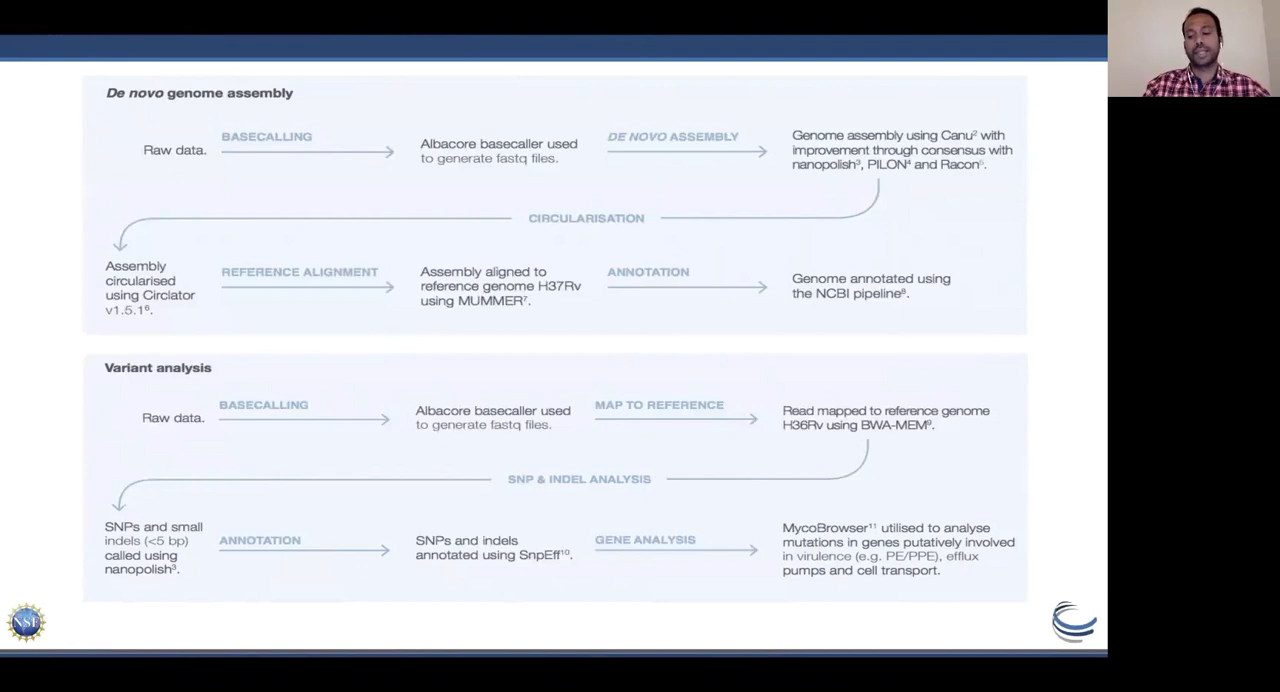 De novo genome assembly
Raw data.
BASECALLING
Albacore basecaller used
to generate fastq files.
DE NOVO ASSEMBLY
Genome assembly using Canu² with
improvement through consensus with
nanopolish³, PILON⁴ and Racon⁵.
CIRCULARISATION
Assembly
circularised
using Circlator
v1.5.1⁶.
REFERENCE ALIGNMENT
Assembly aligned to
reference genome H37Rv
using MUMMER⁷.
ANNOTATION
Genome annotated using
the NCBI pipeline⁸.
Variant analysis
Raw data.
BASECALLING
Albacore basecaller used
to generate fastq files.
MAP TO REFERENCE
Read mapped to reference genome
H36Rv using BWA-MEM⁹.
SNP & INDEL ANALYSIS
SNPs and small
indels (<5 bp)
called using
nanopolish³.
ANNOTATION
SNPs and indels
annotated using SnpEff¹⁰.
GENE ANALYSIS
MycoBrowser¹¹ utilised to analyse
mutations in genes putatively involved
in virulence (e.g. PE/PPE), efflux
pumps and cell transport.
NSF